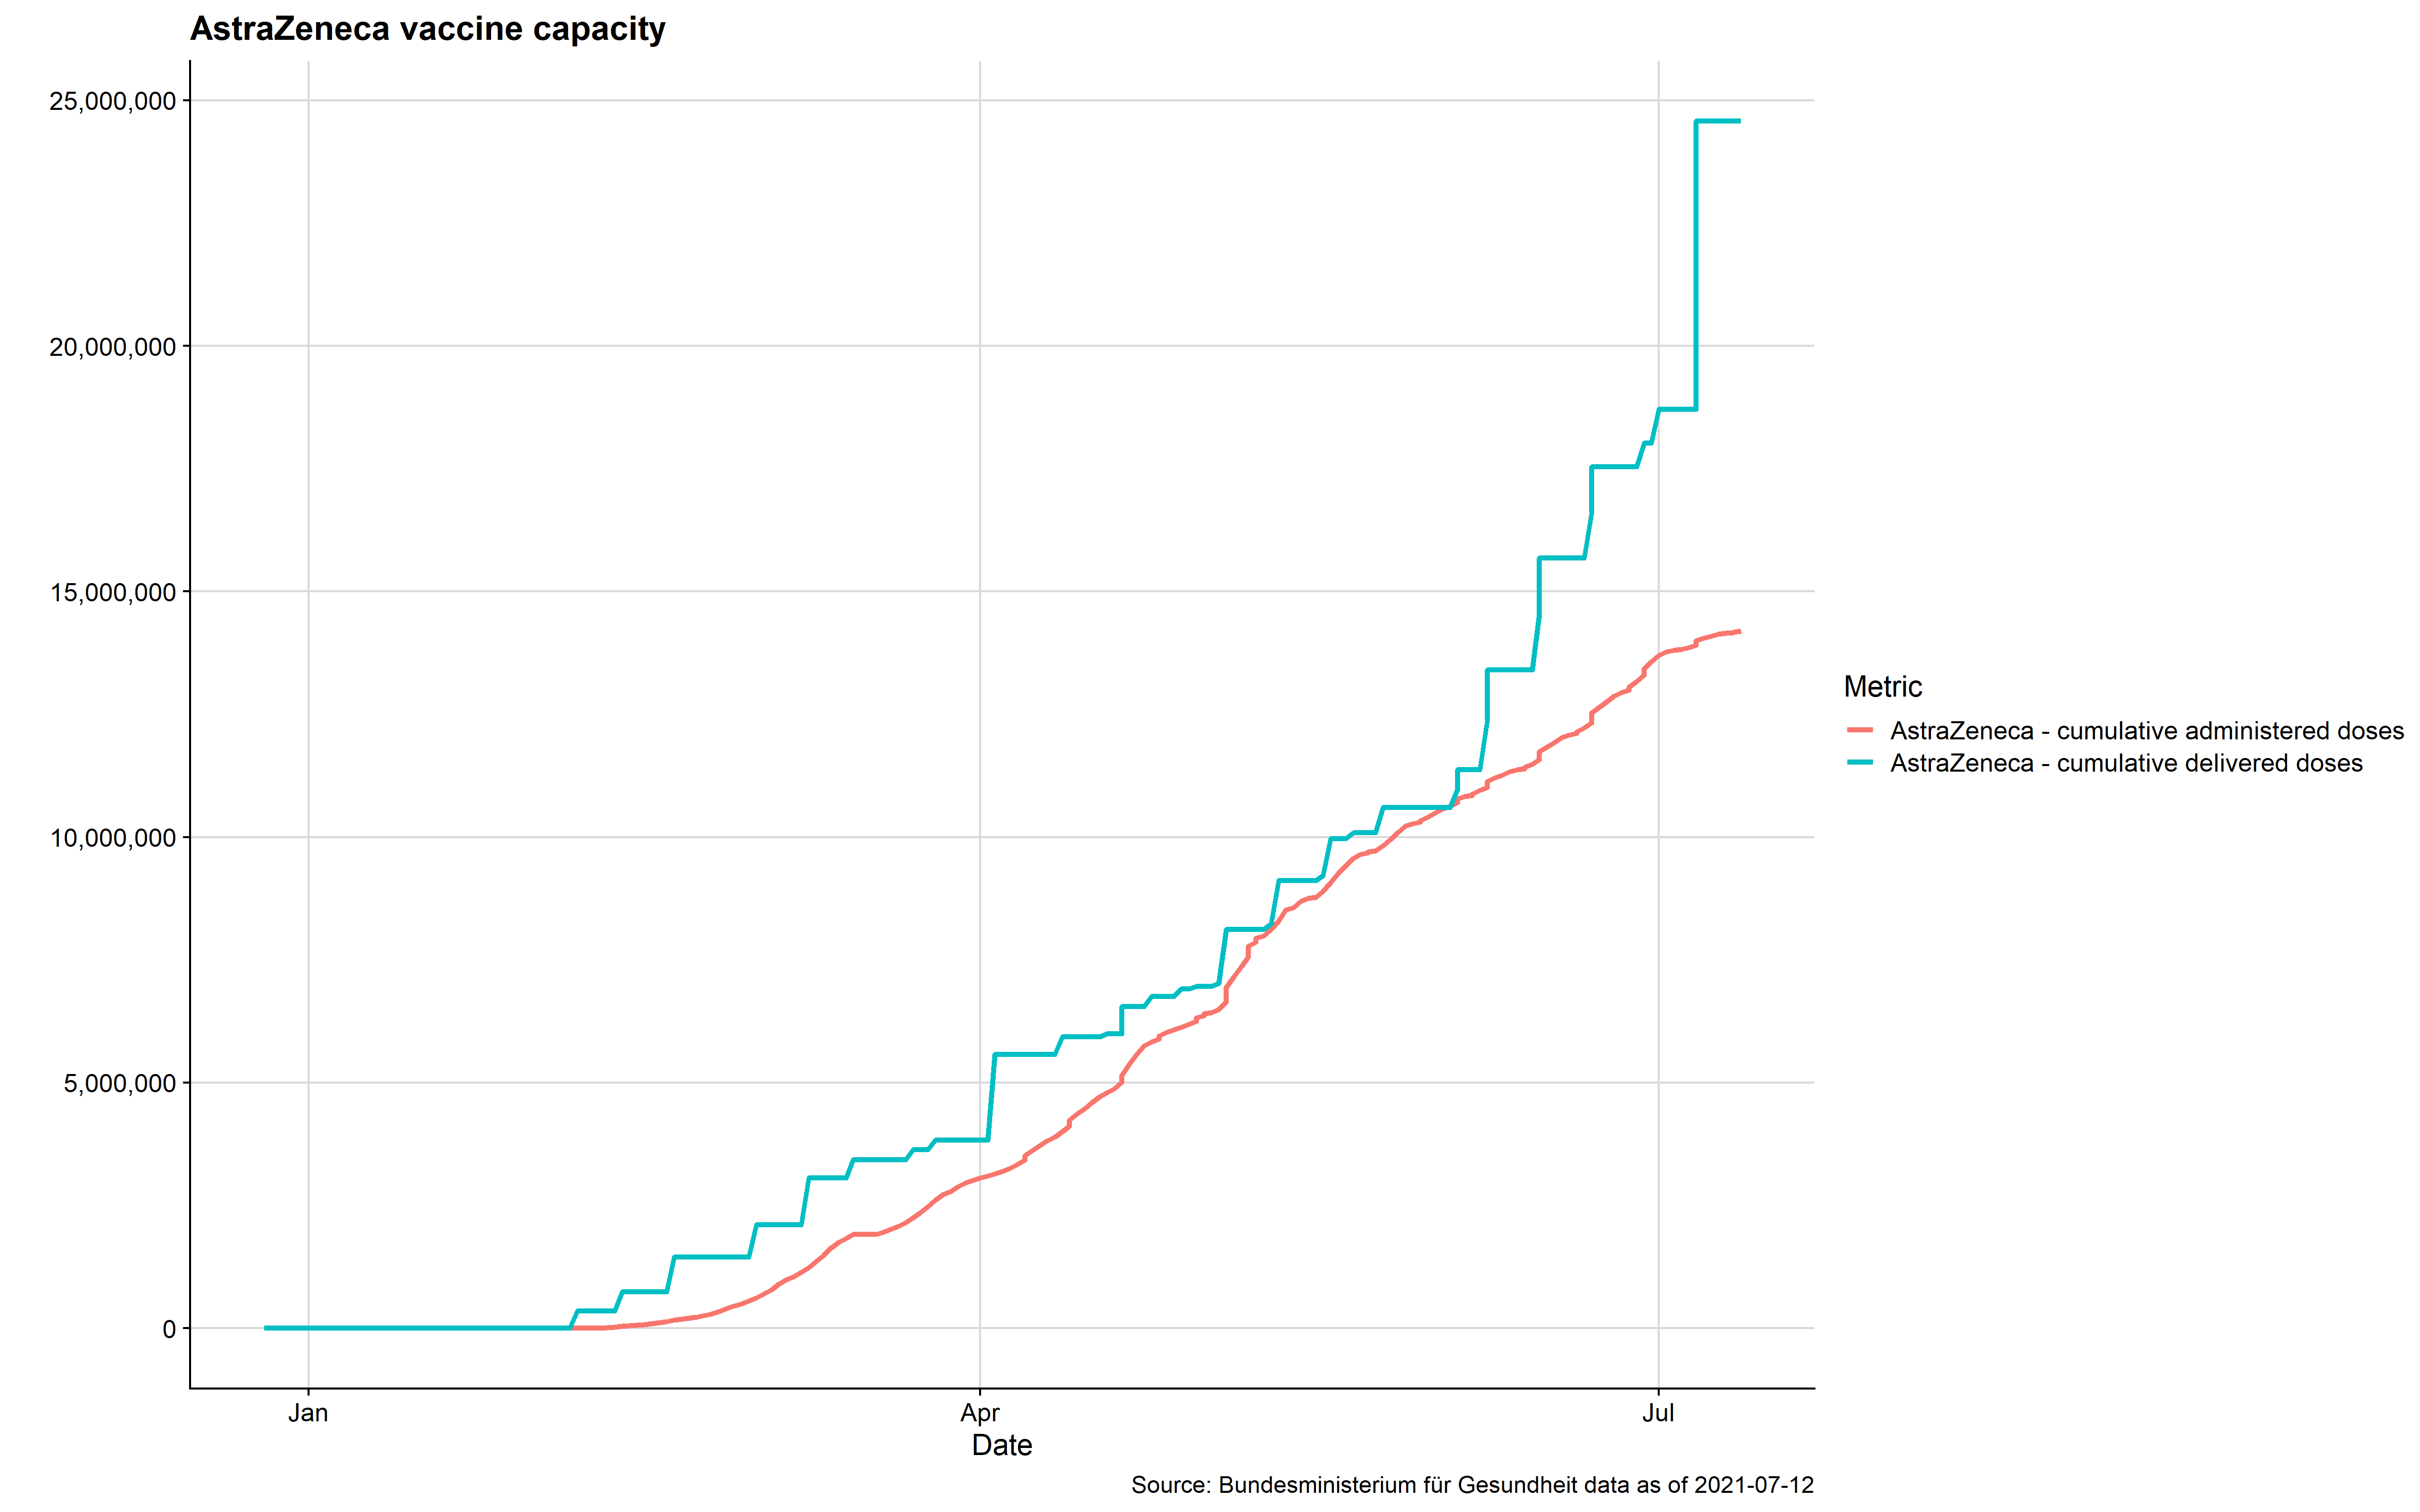 AstraZeneca vaccine capacity
25,000,000
20,000,000
15,000,000
10,000,000
5,000,000
0
Jan
Apr
Jul
Date
Metric
AstraZeneca - cumulative administered doses
AstraZeneca - cumulative delivered doses
Source: Bundesministerium für Gesundheit data as of 2021-07-12